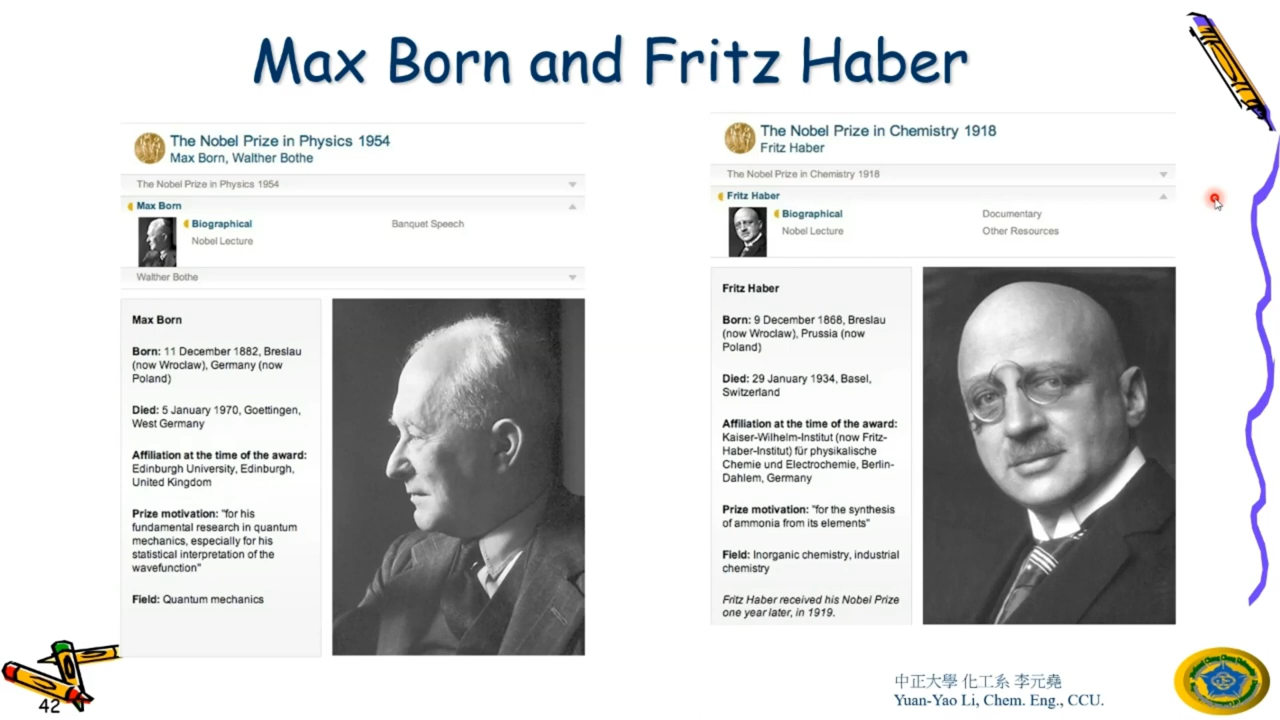 Max Born and Fritz Haber
The Nobel Prize in Physics 1954
Max Born, Walther Bothe
The Nobel Prize in Physics 1954
Max Born
Biographical
Banquet Speech
Nobel Lecture
Walther Bothe
Max Born
Born: 11 December 1882, Breslau
(now Wroclaw), Germany (now
Poland)
Died: 5 January 1970, Goettingen,
West Germany
Affiliation at the time of the award:
Edinburgh University, Edinburgh,
United Kingdom
Prize motivation: "for his
fundamental research in quantum
mechanics, especially for his
statistical interpretation of the
wavefunction"
Field: Quantum mechanics
The Nobel Prize in Chemistry 1918
Fritz Haber
The Nobel Prize in Chemistry 1918
Fritz Haber
Biographical
Documentary
Nobel Lecture
Other Resources
Fritz Haber
Born: 9 December 1868, Breslau
(now Wroclaw), Prussia (now
Poland)
Died: 29 January 1934, Basel,
Switzerland
Affiliation at the time of the award:
Kaiser-Wilhelm-Institut (now Fritz-
Haber-Institut) für physikalische
Chemie und Electrochemie, Berlin-
Dahlem, Germany
Prize motivation: "for the synthesis
of ammonia from its elements"
Field: Inorganic chemistry, industrial
chemistry
Fritz Haber received his Nobel Prize
one year later, in 1919.
42
中正大學 化工系 李元堯
Yuan-Yao Li, Chem. Eng., CCU.